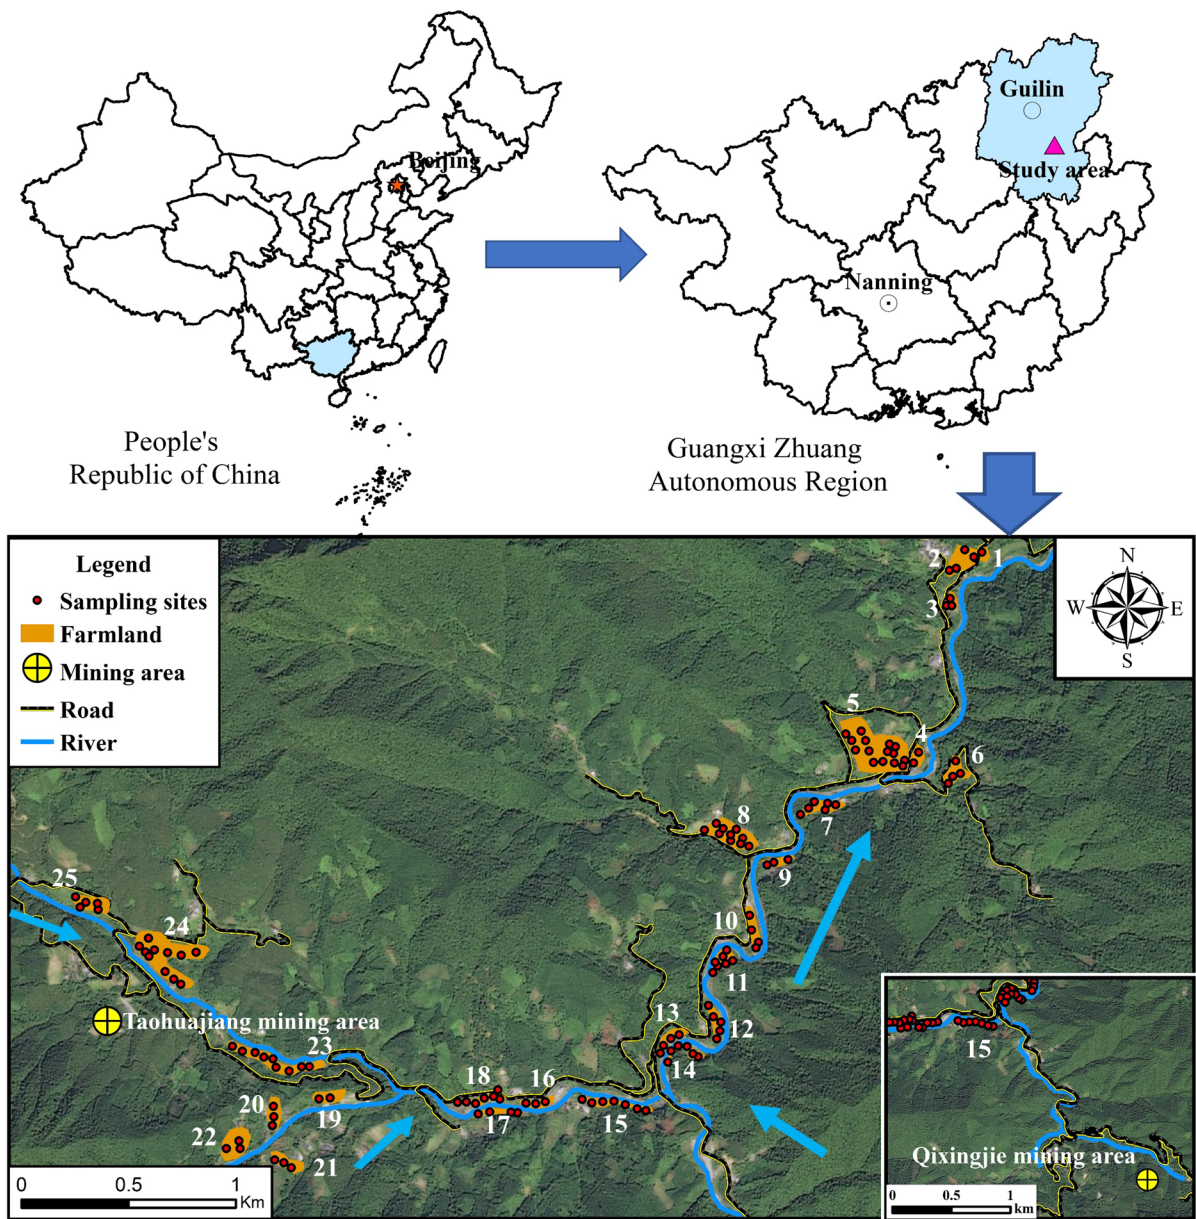 Beijing
Guilin
Study area
Nanning
People's
Republic of China
Guangxi Zhuang
Autonomous Region
Legend
Sampling sites
Farmland
Mining area
Road
River
N
W E
S
1
2
3
4
5
6
7
8
9
10
11
12
13
14
15
16
17
18
19
20
21
22
23
24
25
Taohuajiang mining area
0 0.5 1
Km
15
Qixingjie mining area
0 0.5 1
km